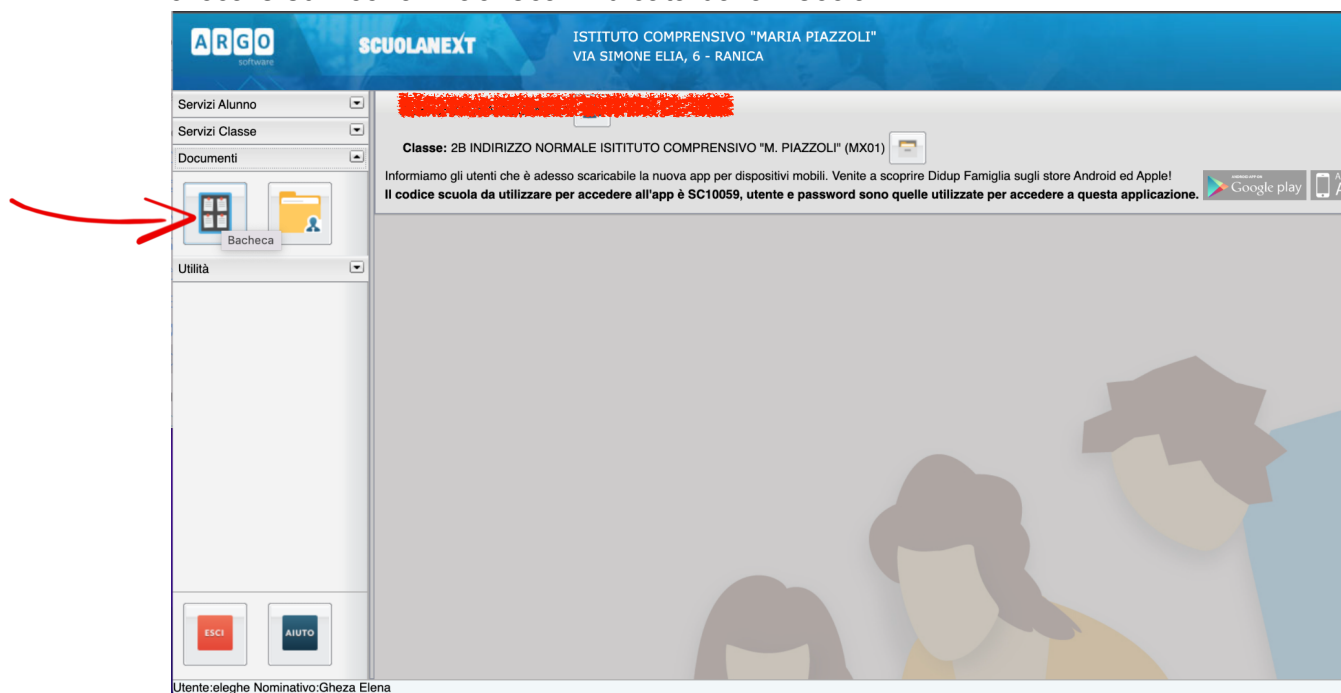 ARGO
software
SCUOLANEXT
ISTITUTO COMPRENSIVO "MARIA PIAZZOLI"
VIA SIMONE ELIA, 6 - RANICA
Servizi Alunno
Servizi Classe
Documenti
Bacheca
Utilità
Classe: 2B INDIRIZZO NORMALE ISITITUTO COMPRENSIVO "M. PIAZZOLI" (MX01)
Informiamo gli utenti che è adesso scaricabile la nuova app per dispositivi mobili. Venite a scoprire Didup Famiglia sugli store Android ed Apple!
Il codice scuola da utilizzare per accedere all'app è SC10059, utente e password sono quelle utilizzate per accedere a questa applicazione.
Google play
ESCI
AIUTO
Utente:eleghe Nominativo:Gheza Elena